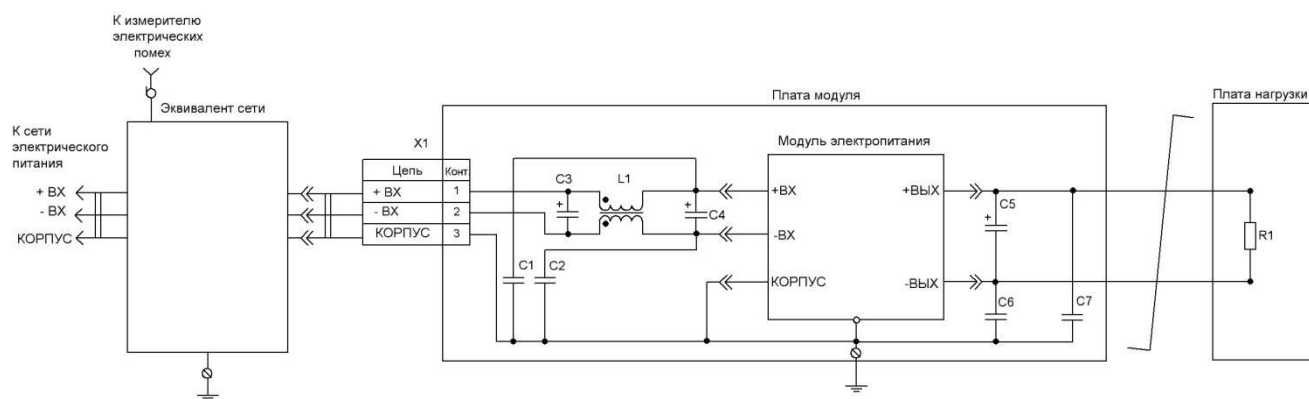 К измерителю
электрических
помех
Эквивалент сети
К сети
электрического
питания
+ ВХ
- ВХ
КОРПУС
X1
Цепь Конт.
+ ВХ 1
- ВХ 2
КОРПУС 3
Плата модуля
C3
L1
+
+
C4
C1
C2
Модуль электропитания
+ВХ
-ВХ
КОРПУС
+ВЫХ
-ВЫХ
C5
+
C6
C7
Плата нагрузки
R1